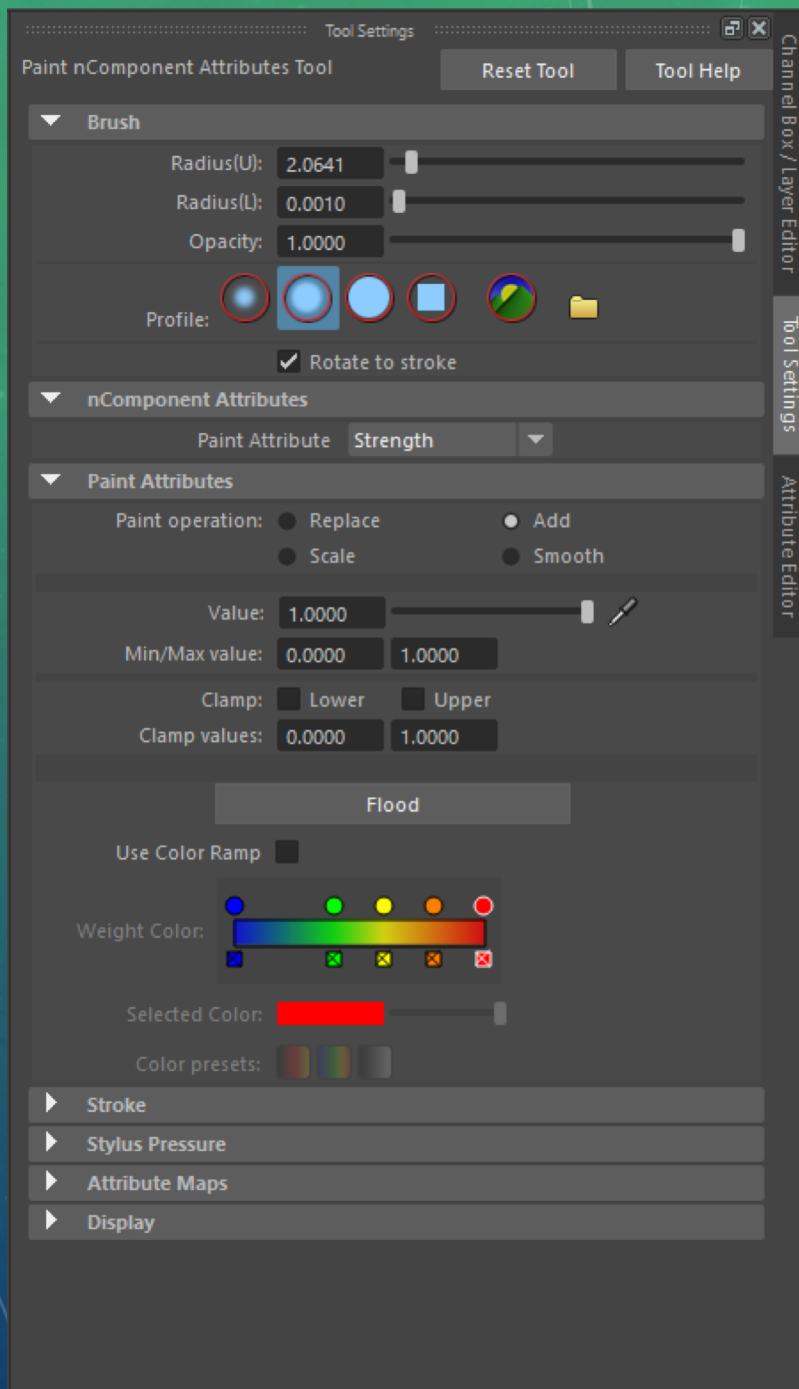 Tool Settings
Paint nComponent Attributes Tool Reset Tool Tool Help
Brush
Radius(U): 2.0641
Radius(L): 0.0010
Opacity: 1.0000
Profile:
Rotate to stroke
nComponent Attributes
Paint Attribute Strength
Paint Attributes
Paint operation: Replace Add
Scale Smooth
Value: 1.0000
Min/Max value: 0.0000 1.0000
Clamp: Lower Upper
Clamp values: 0.0000 1.0000
Flood
Use Color Ramp
Weight Color:
Selected Color:
Color presets:
Stroke
Stylus Pressure
Attribute Maps
Display
Channel Box / Layer Editor
Tool Settings
Attribute Editor